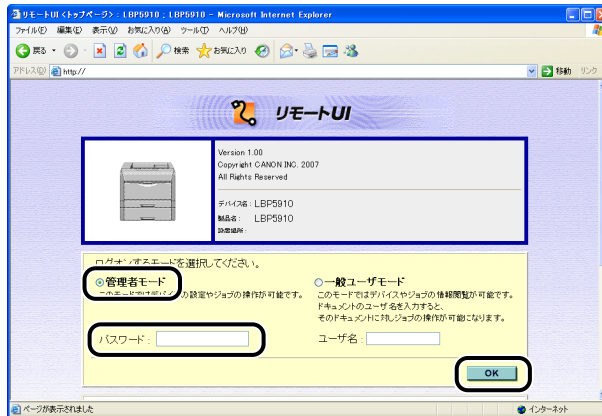 リモートUI <トップページ> : LBP5910 ; LBP5910 - Microsoft Internet Explorer
ファイル(F) 編集(E) 表示(V) お気に入り(A) ツール(T) ヘルプ(H)
戻る 検索 お気に入り
アドレス(D) http:// 移動 リンク
リモートUI
Version 1.00
Copyright CANON INC. 2007
All Rights Reserved
デバイス名 : LBP5910
製品名 : LBP5910
設置場所 :
ログオンするモードを選択してください。
管理者モード
このモードではデバイスの設定やジョブの操作が可能です。
パスワード :
一般ユーザモード
このモードではデバイスやジョブの情報閲覧が可能です。
ドキュメントのユーザ名を入力すると、
そのドキュメントに対しジョブの操作が可能になります。
ユーザ名 :
OK
ページが表示されました インターネット